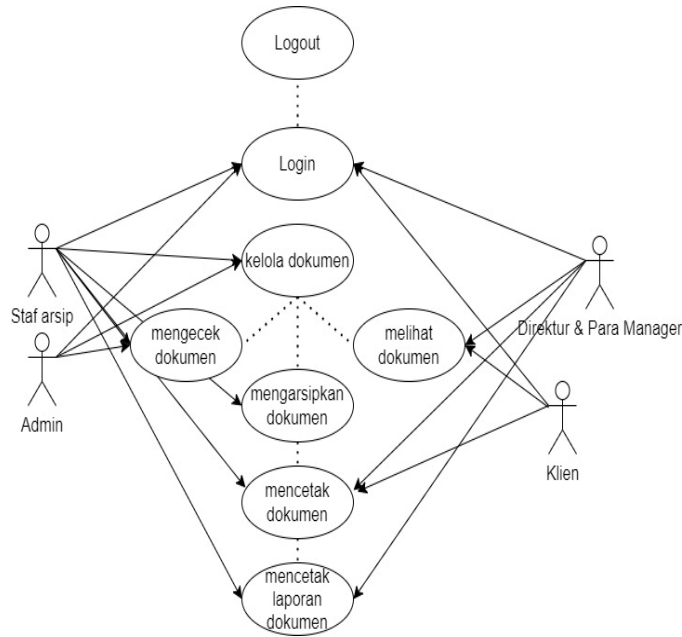 Logout
Login
kelola dokumen
Staf arsip
Direktur & Para Manager
mengecek
dokumen
melihat
dokumen
Admin
mengarsipkan
dokumen
Klien
mencetak
dokumen
mencetak
laporan
dokumen